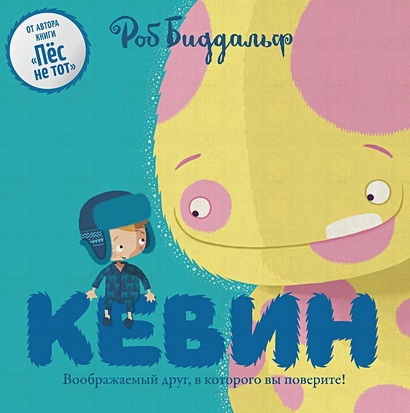 ОТ АВТОРА
КНИГИ
«Пёс
не тот»
Роб Биддальф
КЕВИН
Воображаемый друг, в которого вы поверите!